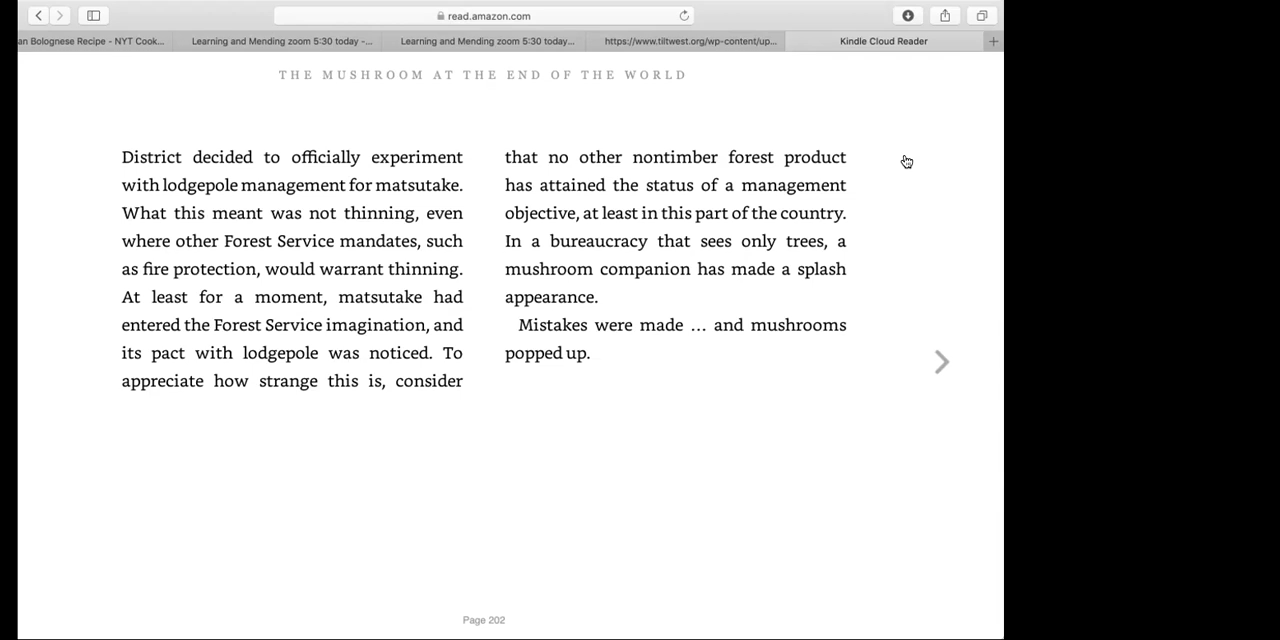 read.amazon.com
an Bolognese Recipe - NYT Cook...
Learning and Mending zoom 5:30 today -...
Learning and Mending zoom 5:30 today...
https://www.tiltwest.org/wp-content/up...
Kindle Cloud Reader
THE MUSHROOM AT THE END OF THE WORLD
District decided to officially experiment
with lodgepole management for matsutake.
What this meant was not thinning, even
where other Forest Service mandates, such
as fire protection, would warrant thinning.
At least for a moment, matsutake had
entered the Forest Service imagination, and
its pact with lodgepole was noticed. To
appreciate how strange this is, consider
that no other nontimber forest product
has attained the status of a management
objective, at least in this part of the country.
In a bureaucracy that sees only trees, a
mushroom companion has made a splash
appearance.
Mistakes were made ... and mushrooms
popped up.
Page 202